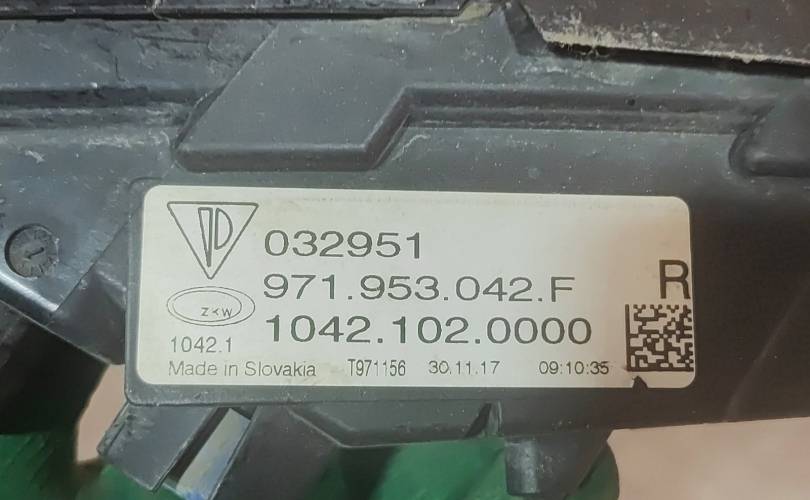 032951
971.953.042.F
R
ZKW
1042.102.0000
1042.1
Made in Slovakia T971156 30.11.17 09:10:35